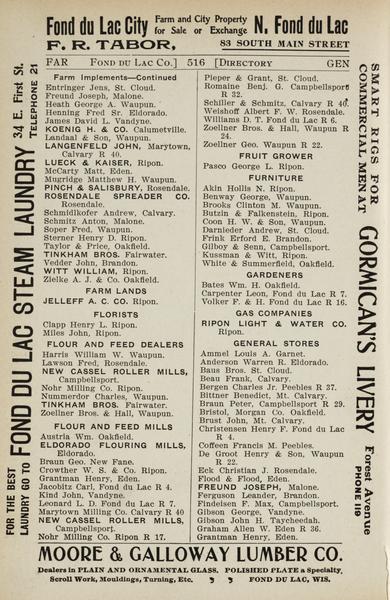 Fond du Lac City Farm and City Property for Sale or Exchange N. Fond du Lac
F. R. TABOR, 83 SOUTH MAIN STREET
FAR FOND DU LAC CO.] 516 [DIRECTORY GEN
FOR THE BEST LAUNDRY GO TO FOND DU LAC STEAM LAUNDRY 34 E. First St. TELEPHONE 21
Farm Implements—Continued
Entringer Jens, St. Cloud.
Freund Joseph, Malone.
Heath George A. Waupun.
Henning Fred Sr. Eldorado.
James David L. Vandyne.
KOENIG H. & CO. Calumetville.
Landaal & Son, Waupun.
LANGENFELD JOHN, Marytown,
Calvary R 40.
LUECK & KAISER, Ripon.
McCarty Matt, Eden.
Mugridge Matthew H. Waupun.
PINCH & SALISBURY, Rosendale.
ROSENDALE SPREADER CO.
Rosendale.
Schmidlkofer Andrew, Calvary.
Schmitz Anton, Malone.
Soper Fred, Waupun.
Sterner Henry D. Ripon.
Taylor & Price, Oakfield.
TINKHAM BROS. Fairwater.
Vedder John, Brandon.
WITT WILLIAM, Ripon.
Zielke A. J. & Co. Oakfield.
FARM LANDS
JELLEFF A. C. CO. Ripon.
FLORISTS
Clapp Henry L. Ripon.
Miles John, Ripon.
FLOUR AND FEED DEALERS
Harris William W. Waupun.
Lawson Fred, Rosendale.
NEW CASSEL ROLLER MILLS,
Campbellsport.
Nohr Milling Co. Ripon.
Nummerdor Charles, Waupun.
TINKHAM BROS. Fairwater.
Zoellner Bros. & Hall, Waupun.
FLOUR AND FEED MILLS
Austria Wm. Oakfield.
ELDORADO FLOURING MILLS,
Eldorado.
Braun Geo. New Fane.
Crowther W. S. & Co. Ripon.
Grantman Henry, Eden.
Jacobitz Carl, Fond du Lac R 4.
Kind John, Vandyne.
Leonard L. D. Fond du Lac R 7.
Marytown Milling Co. Calvary R 40
NEW CASSEL ROLLER MILLS,
Campbellsport.
Nohr Milling Co. Ripon R 17.
Pieper & Grant, St. Cloud.
Romaine Benj. G. Campbellsport
R 32.
Schiller & Schmitz, Calvary R 40.
Weishoff Albert F. W. Rosendale.
Williams D. T. Fond du Lac R 6.
Zoellner Bros. & Hall, Waupun R
24.
Zoellner Geo. Waupun R 22.
FRUIT GROWER
Pasco George L. Ripon.
FURNITURE
Akin Hollis N. Ripon.
Benway George, Waupun.
Brooks Clinton M. Waupun.
Butzin & Falkenstein, Ripon.
Coon H. W. & Son, Waupun.
Darnieder Andrew, St. Cloud.
Frink Erford E. Brandon.
Gilboy & Senn, Campbellsport.
Kussman & Witt, Ripon.
White & Summerfield, Oakfield.
GARDENERS
Bates Wm. H. Oakfield.
Carpenter Leon, Fond du Lac R 7.
Volker F. & H. Fond du Lac R 16.
GAS COMPANIES
RIPON LIGHT & WATER CO.
Ripon.
GENERAL STORES
Ammel Louis A. Garnet.
Anderson Warren R. Eldorado.
Baus Bros. St. Cloud.
Beau Frank, Calvary.
Bergen Charles Jr. Peebles R 27.
Bittner Benedict, Mt. Calvary.
Braun Peter, Campbellsport R 29.
Bristol, Morgan Co. Oakfield.
Brust John, Mt. Calvary.
Christensen Henry F. Fond du Lac
R 4.
Coffeen Francis M. Peebles.
De Groot Henry & Son, Waupun
R 22.
Eck Christian J. Rosendale.
Flood & Flood, Eden.
FREUND JOSEPH, Malone.
Ferguson Leander, Brandon.
Findeisen F. Max, Campbellsport.
Gibson George, Vandyne.
Gibson John H. Taycheedah.
Graham Allen W. Eden R 36.
Grantman Henry, Eden.
SMART RIGS FOR COMMERCIAL MEN AT GORMICAN'S LIVERY Forest Avenue PHONE 119
MOORE & GALLOWAY LUMBER CO.
Dealers in PLAIN AND ORNAMENTAL GLASS. POLISHED PLATE a Specialty,
Scroll Work, Mouldings, Turning, Etc. FOND DU LAC, WIS.